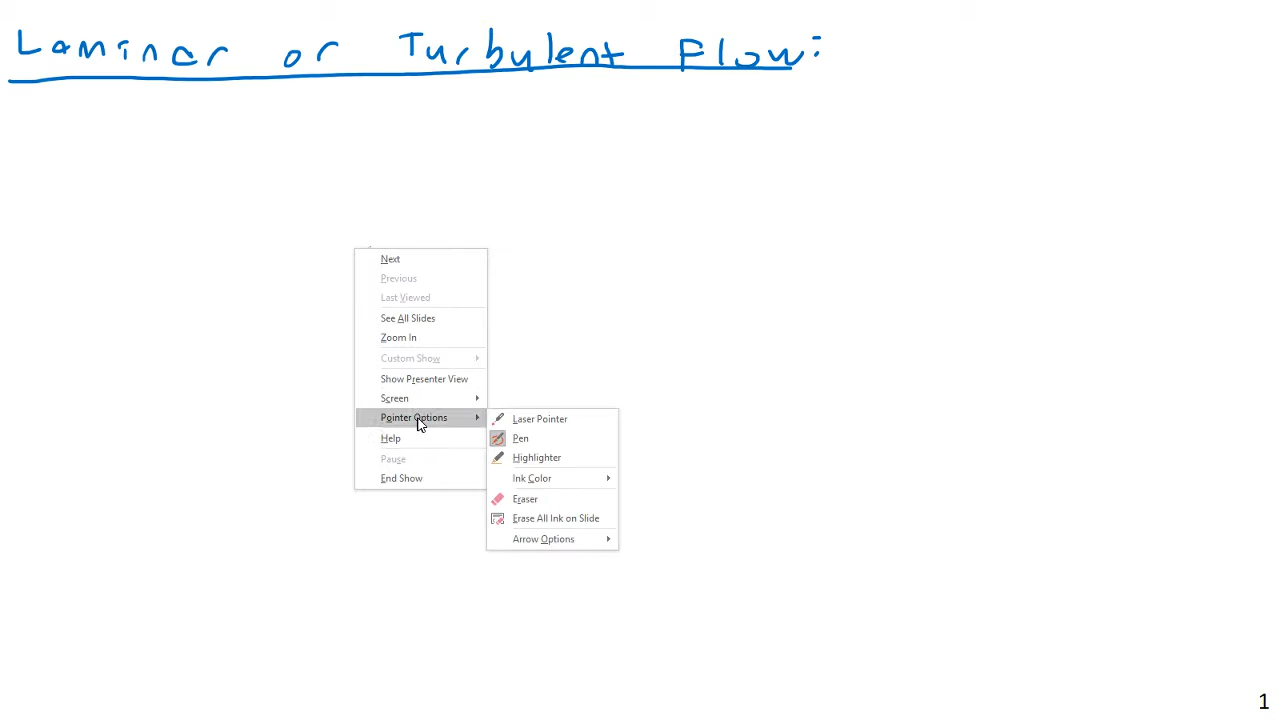 Laminar or Turbulent Flow:
Next
Previous
Last Viewed
See All Slides
Zoom In
Custom Show
Show Presenter View
Screen
Pointer Options
Help
Pause
End Show
Laser Pointer
Pen
Highlighter
Ink Color
Eraser
Erase All Ink on Slide
Arrow Options
1